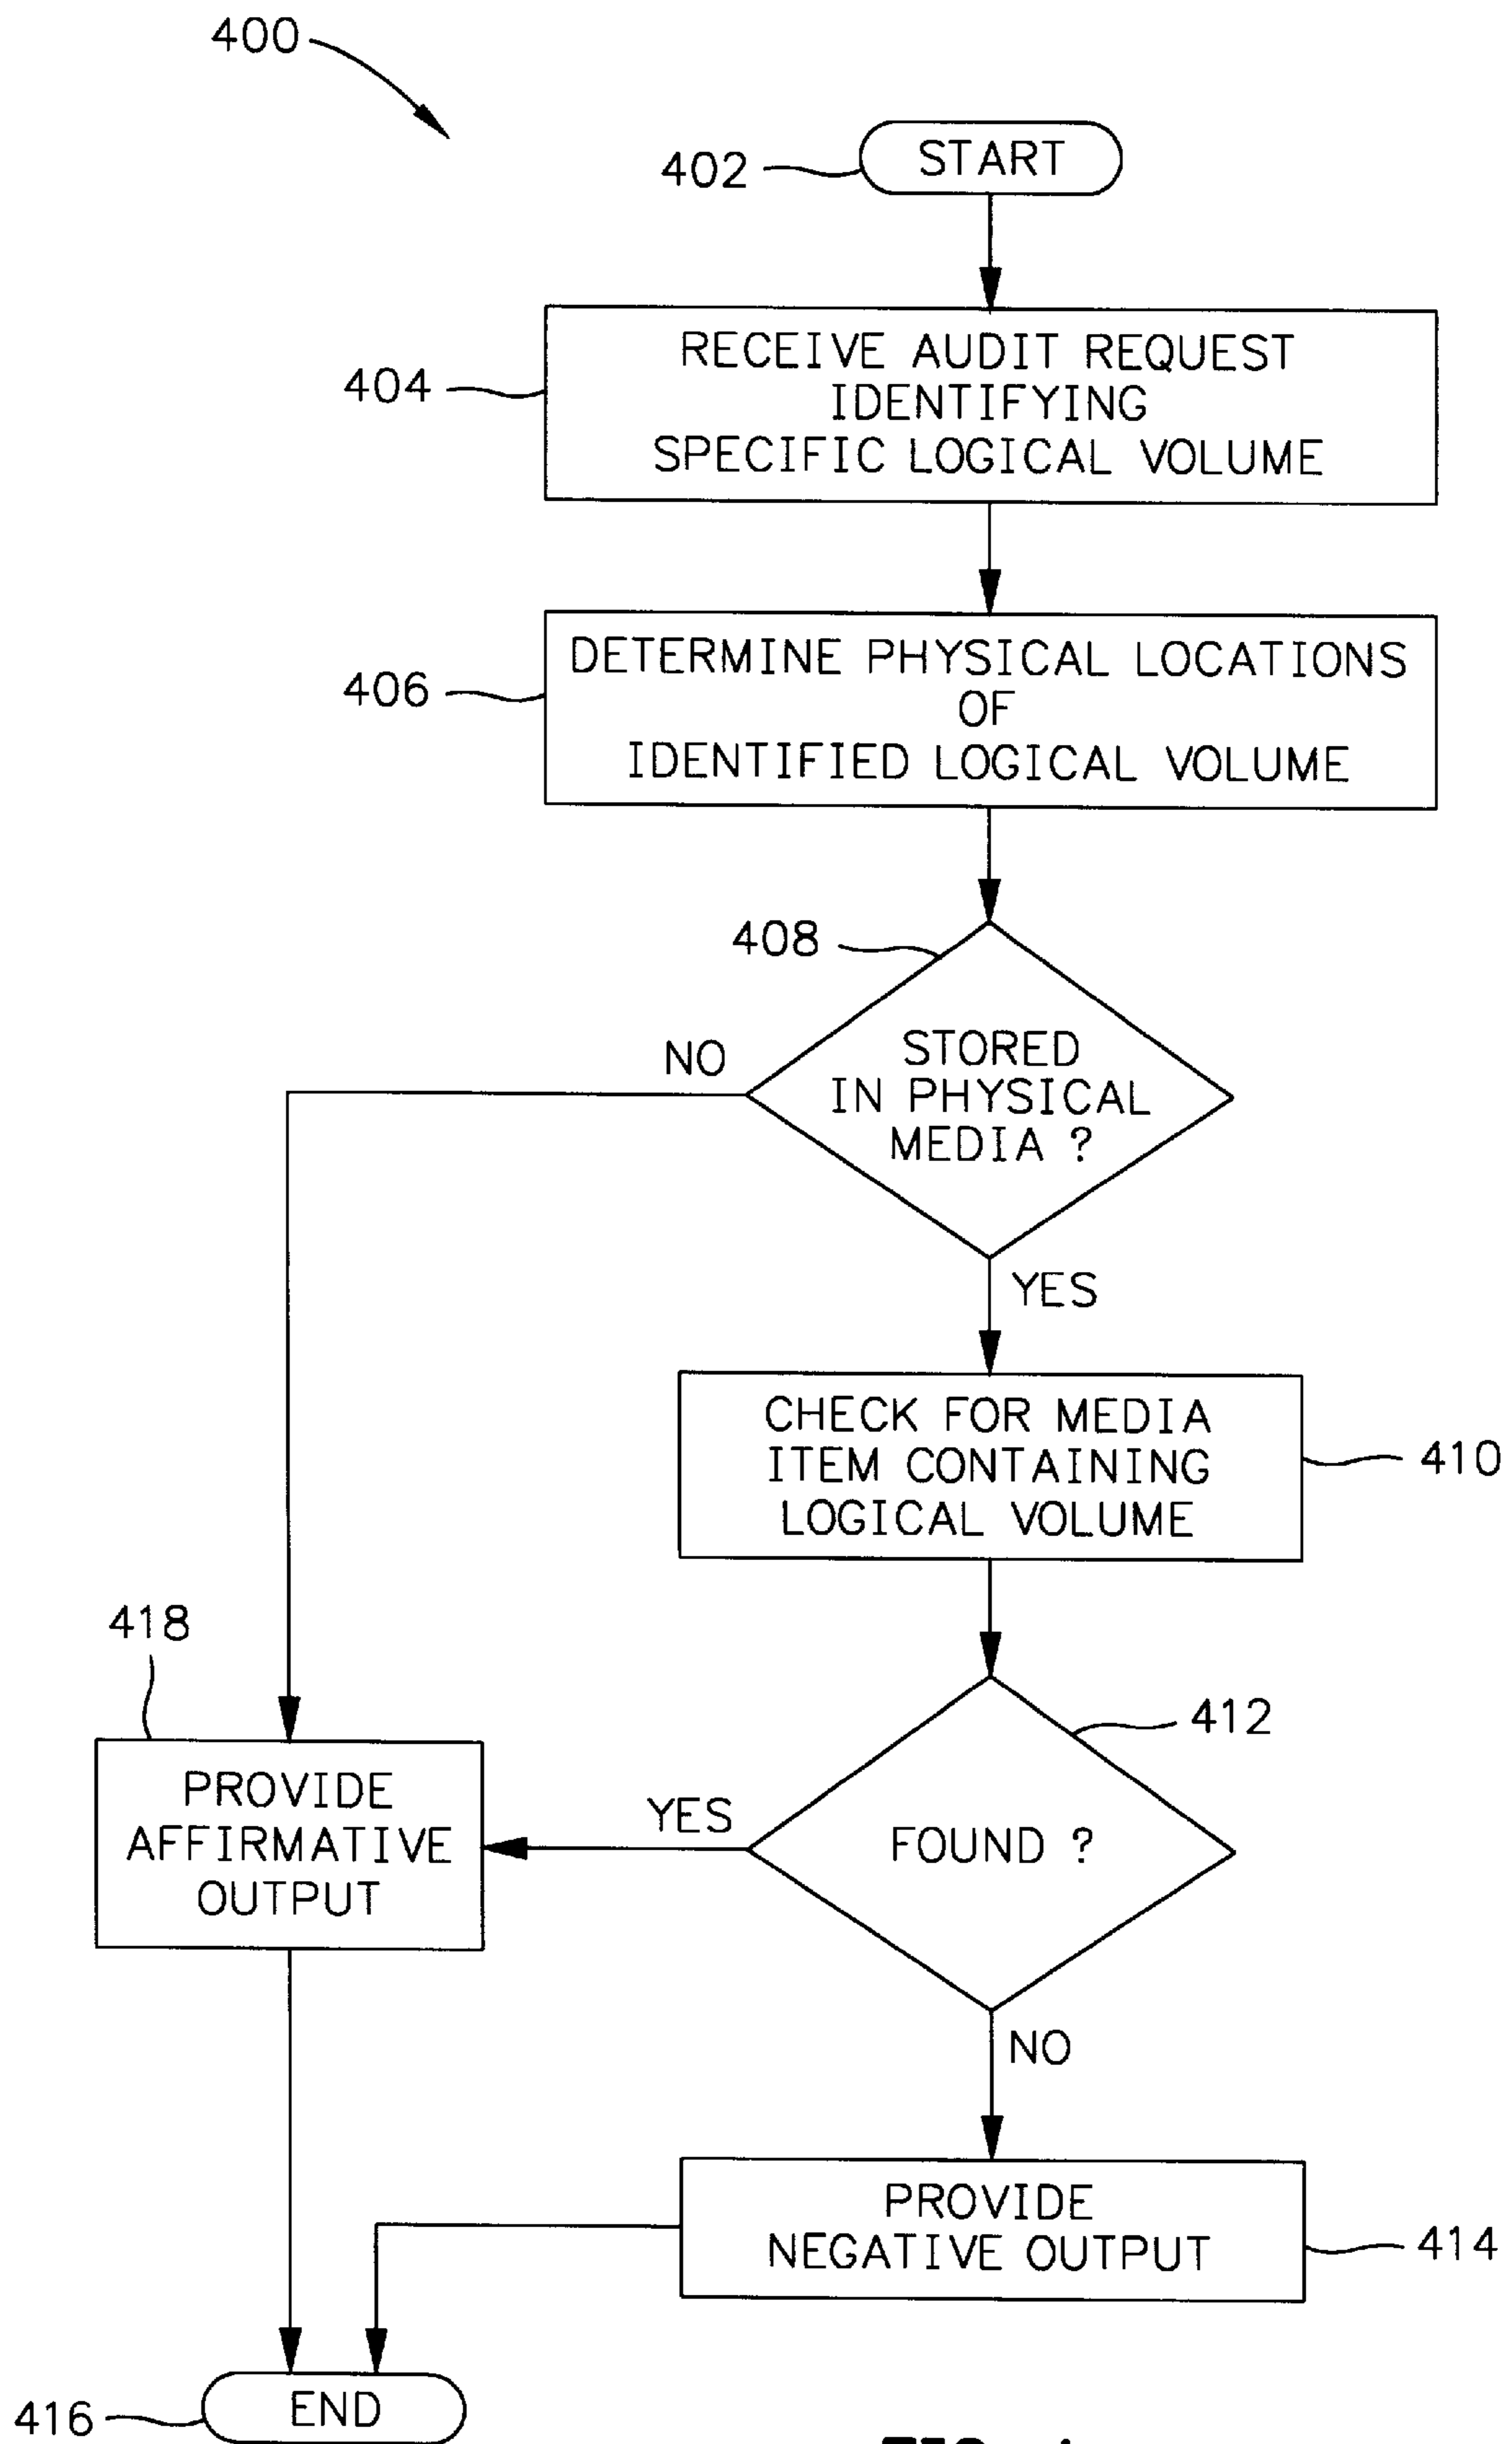 400
402
START
404
RECEIVE AUDIT REQUEST
IDENTIFYING
SPECIFIC LOGICAL VOLUME
406
DETERMINE PHYSICAL LOCATIONS
OF
IDENTIFIED LOGICAL VOLUME
408
STORED
IN PHYSICAL
MEDIA ?
NO
YES
CHECK FOR MEDIA
ITEM CONTAINING
LOGICAL VOLUME
410
412
FOUND ?
YES
418
PROVIDE
AFFIRMATIVE
OUTPUT
NO
PROVIDE
NEGATIVE OUTPUT
414
416
END